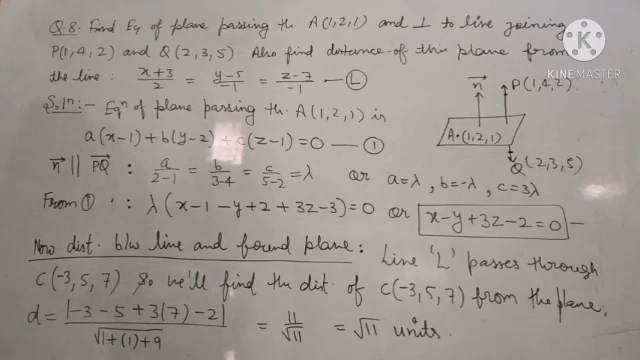 Q.8. Find Eq of plane passing th. A(1,2,1) and ⊥ to live joining
P(1,4,2) and Q(2,3,5) Also find distance of this plane from
the line : (x+3)/2 = (y-5)/-1 = (z-7)/-1 — (L)
KINEMASTER
Solⁿ:- Eqⁿ of plane passing th. A(1,2,1) is
a(x-1)+b(y-2)+c(z-1)=0 — (1)
n⃗
P(1,4,2)
A•(1,2,1)
Q(2,3,5)
n⃗ || PQ⃗ : a/(2-1) = b/(3-4) = c/(5-2) = λ or a=λ, b=-λ, c=3λ
From (1) : λ(x-1-y+2+3z-3)=0 or x-y+3z-2=0 —
Now dist. b/w line and found plane: Line 'L' passes through
C(-3,5,7) So we'll find the dist. of C(-3,5,7) from the plane,
d = |-3-5+3(7)-2|/√(1+(1)+9) = 11/√11 = √11 units.